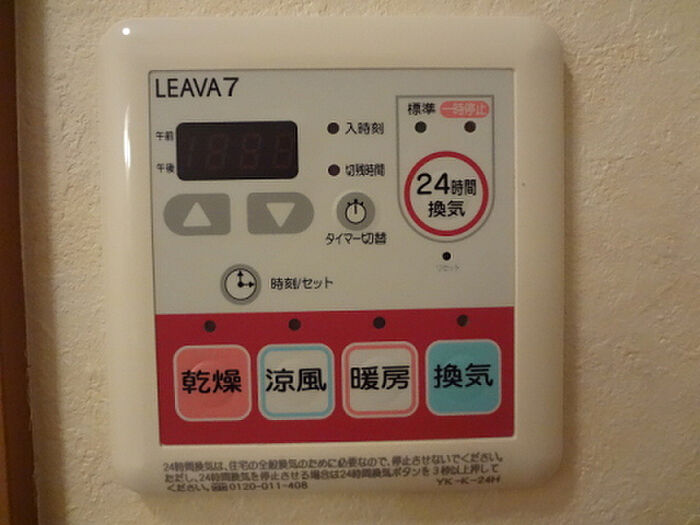 LEAVA7
午前
午後
入時刻
切残時間
標準 一時停止
24時間
換気
タイマー切替
リセット
時刻/セット
乾燥
涼風
暖房
換気
24時間換気は、住宅の全般換気のために必要なので、停止させないでください。
ただし、24時間換気を停止させる場合は24時間換気ボタンを3秒以上押して
ください。 0120-011-408
YK-K-24H